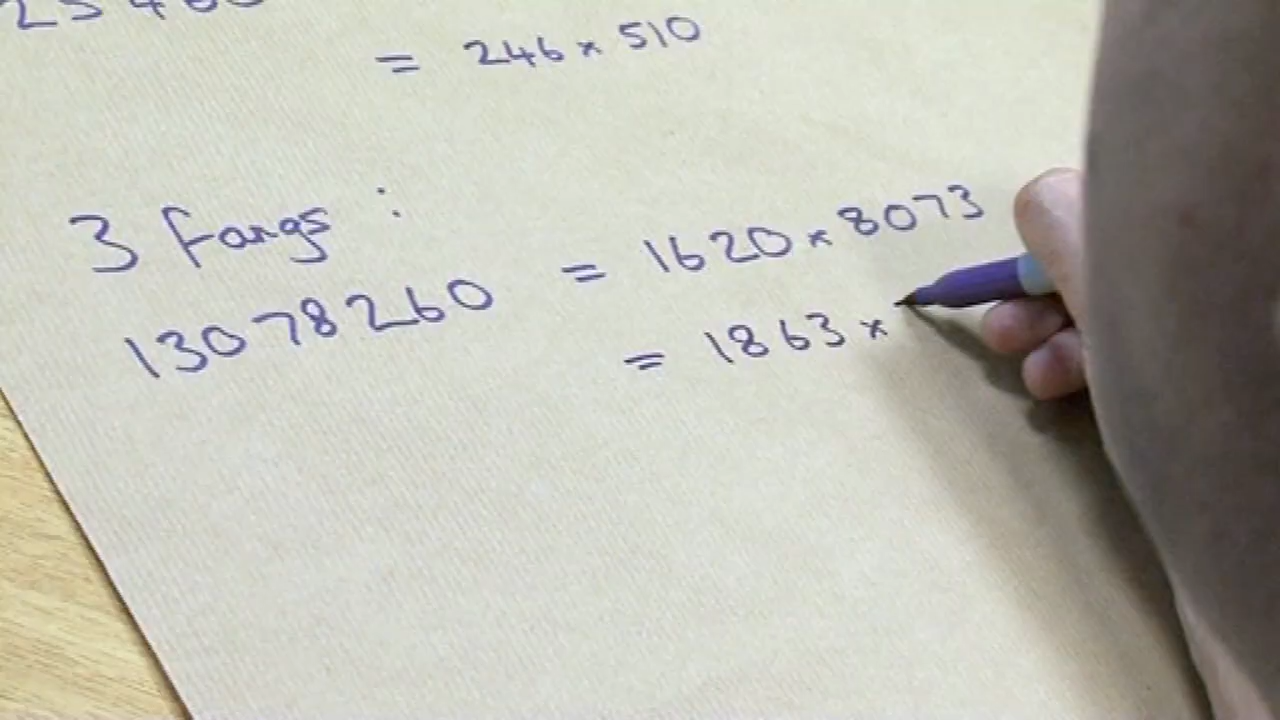 = 246 × 510
3 fangs :
13078260 = 1620 × 8073
= 1863 ×